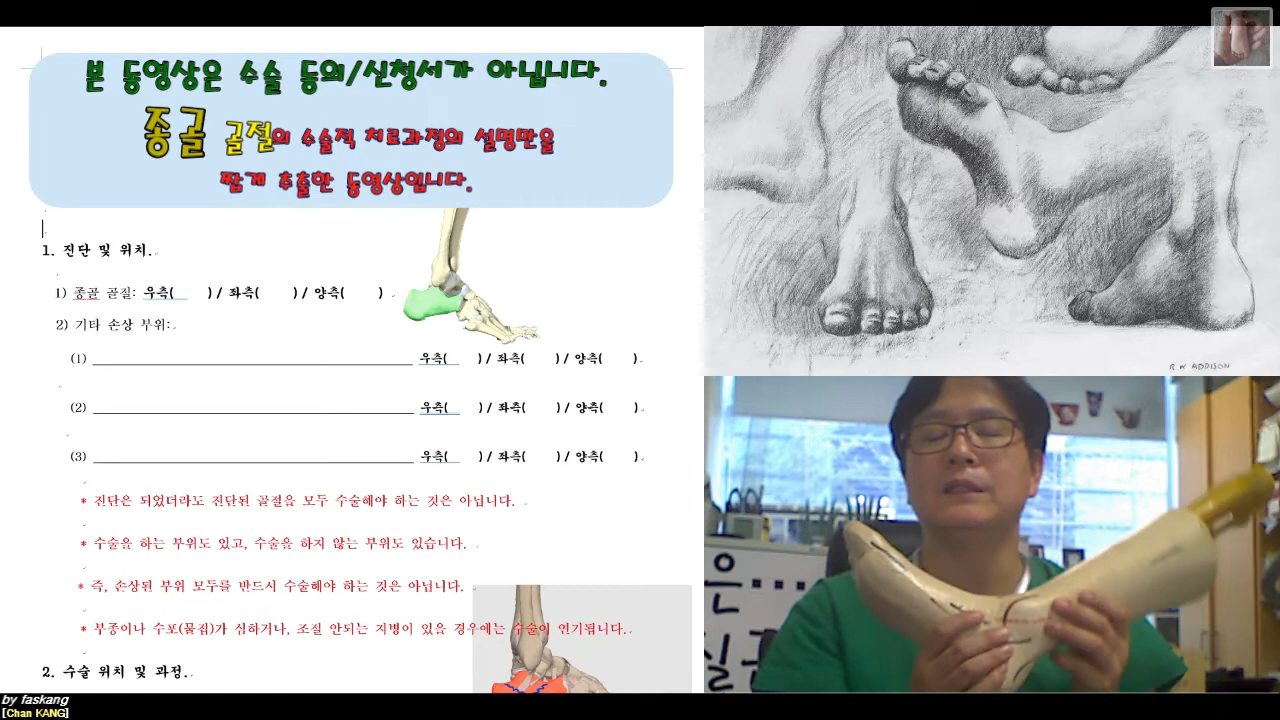 본 동영상은 수술 동의/신청서가 아닙니다.
종골 골절의 수술적 치료과정의 설명만을
짧게 추출한 동영상입니다.
1. 진단 및 위치.
1) 종골 골절: 우측( ) / 좌측( ) / 양측( )
2) 기타 손상 부위:
(1) 우측( ) / 좌측( ) / 양측( )
(2) 우측( ) / 좌측( ) / 양측( )
(3) 우측( ) / 좌측( ) / 양측( )
* 진단은 되었더라도 진단된 골절을 모두 수술해야 하는 것은 아닙니다.
* 수술을 하는 부위도 있고, 수술을 하지 않는 부위도 있습니다.
* 즉, 손상된 부위 모두를 반드시 수술해야 하는 것은 아닙니다.
* 부종이나 수포(물집)가 심하거나, 조절 안되는 지병이 있을 경우에는 수술이 연기됩니다.
2. 수술 위치 및 과정.
R W ADDISON
은 ....
by faskang
[Chan KANG]